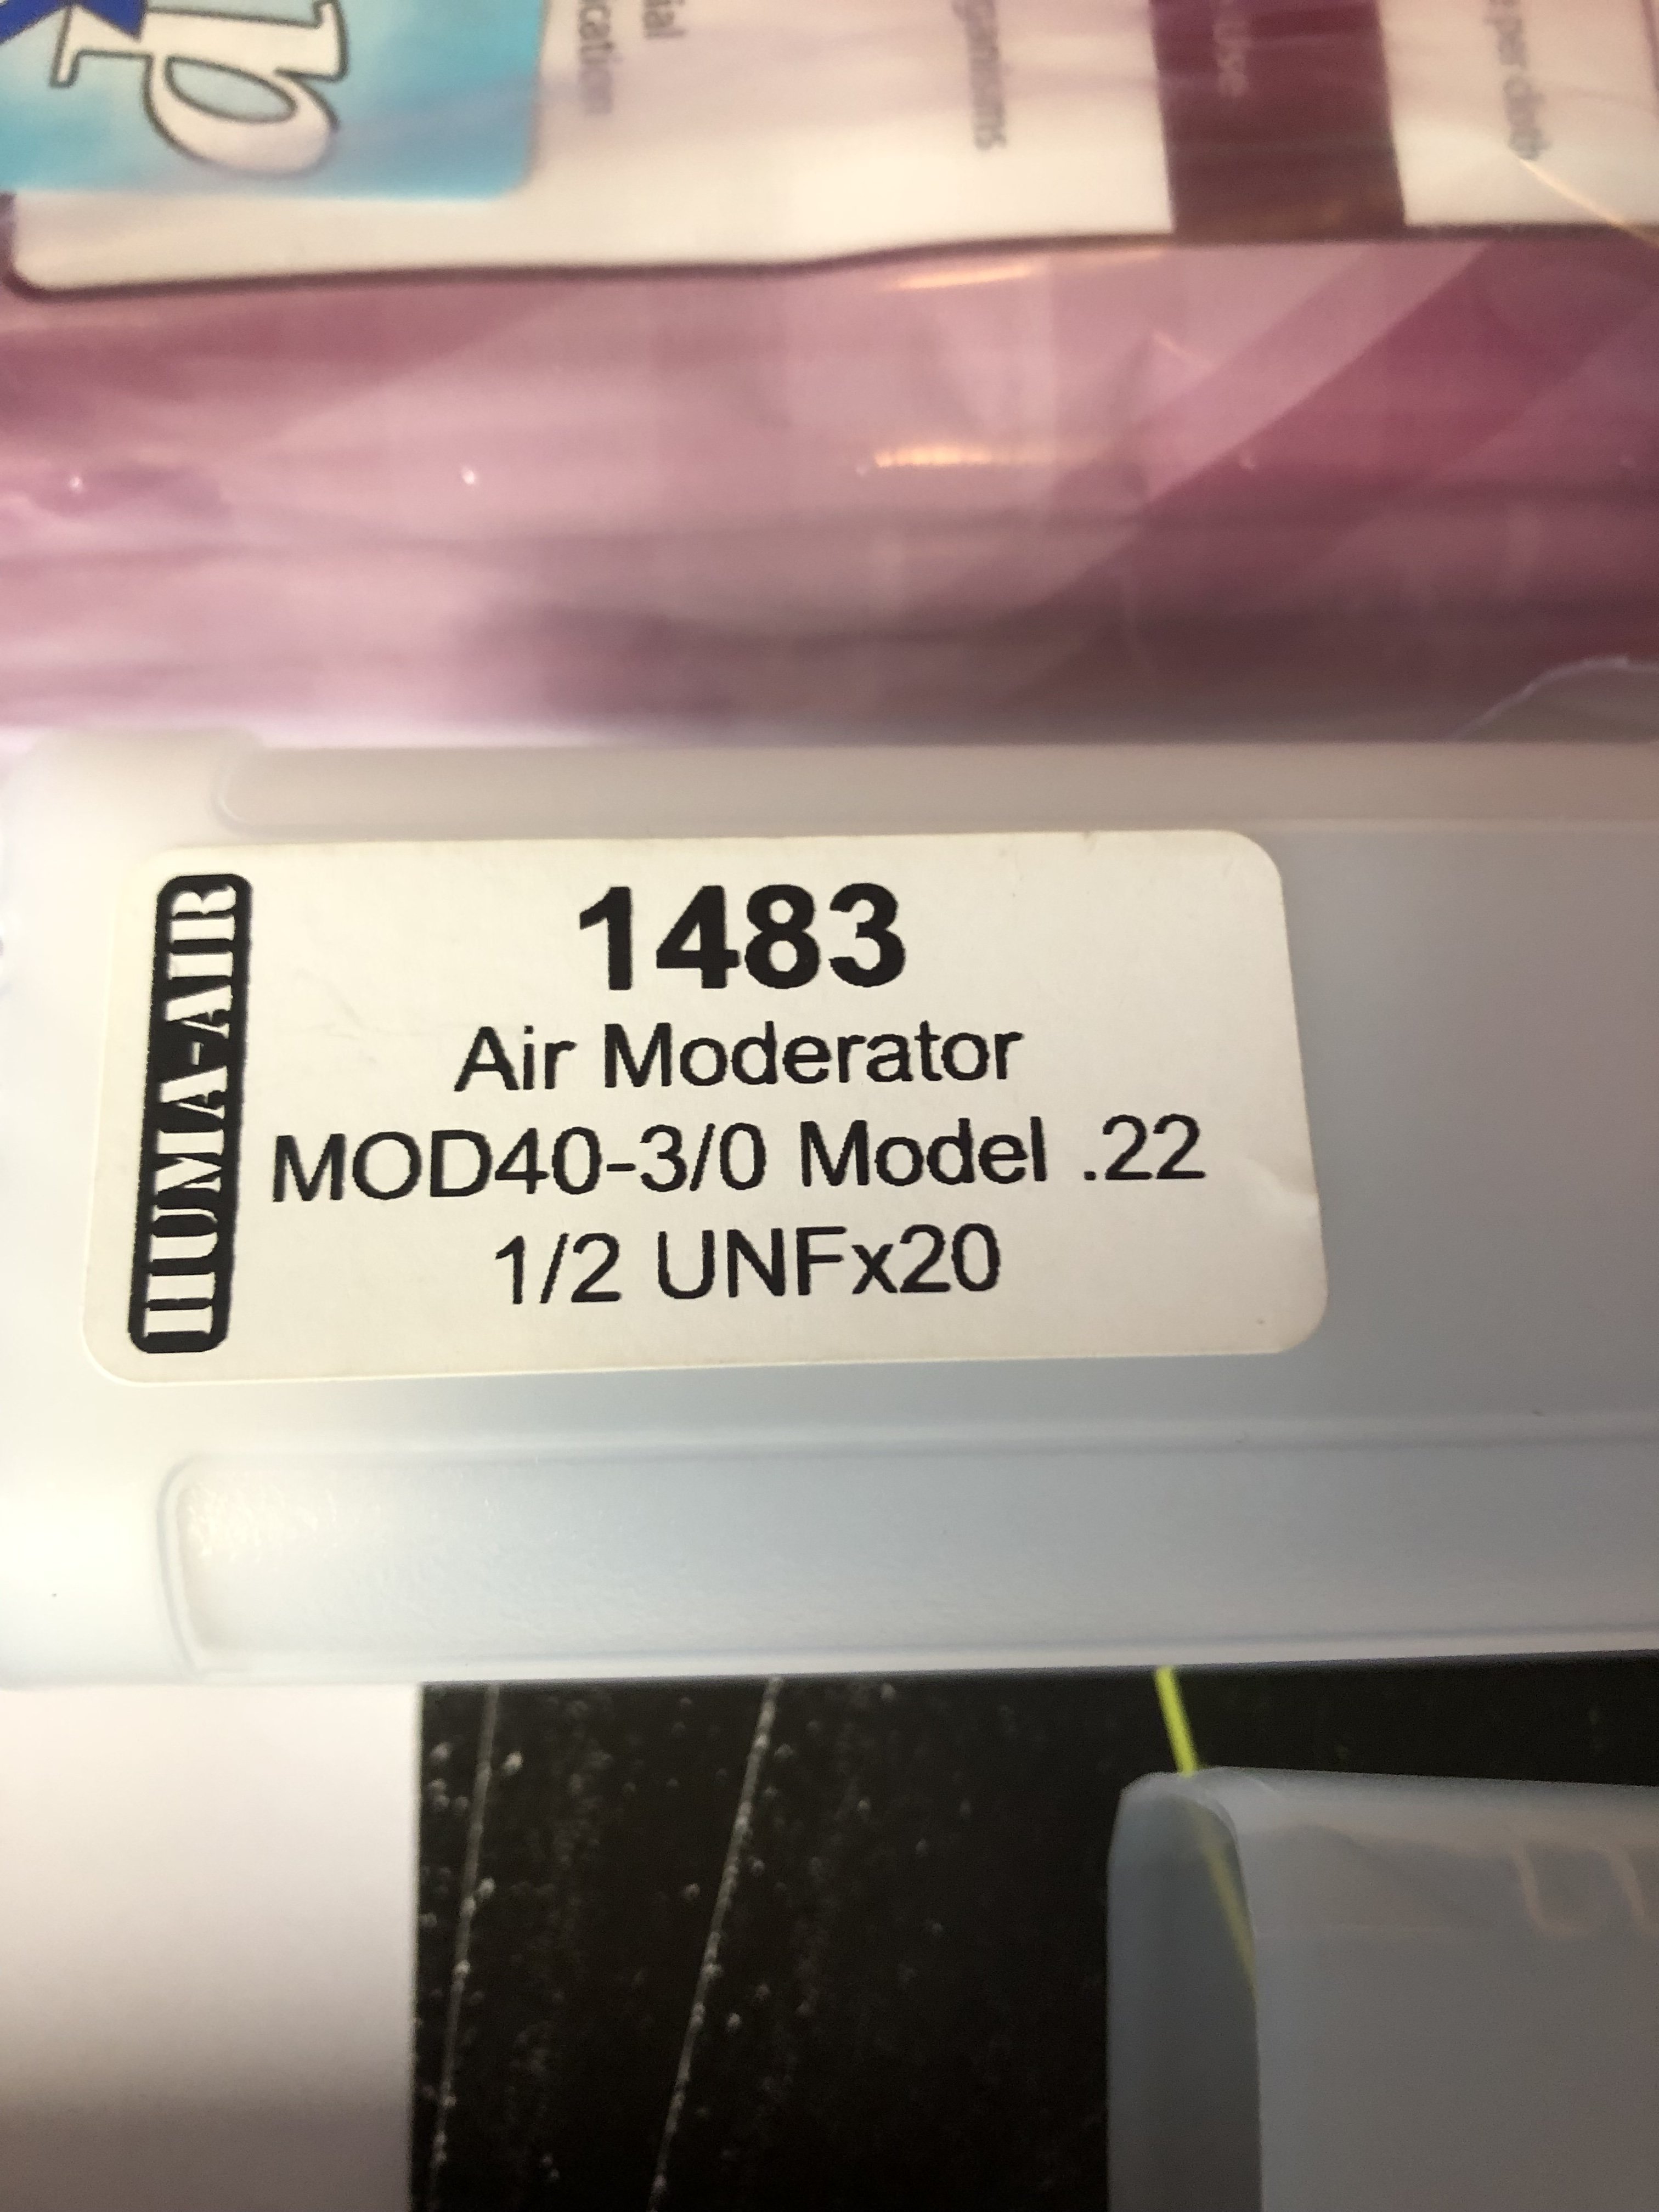 HUMA-AIR
1483
Air Moderator
MOD40-3/0 Model .22
1/2 UNFx20